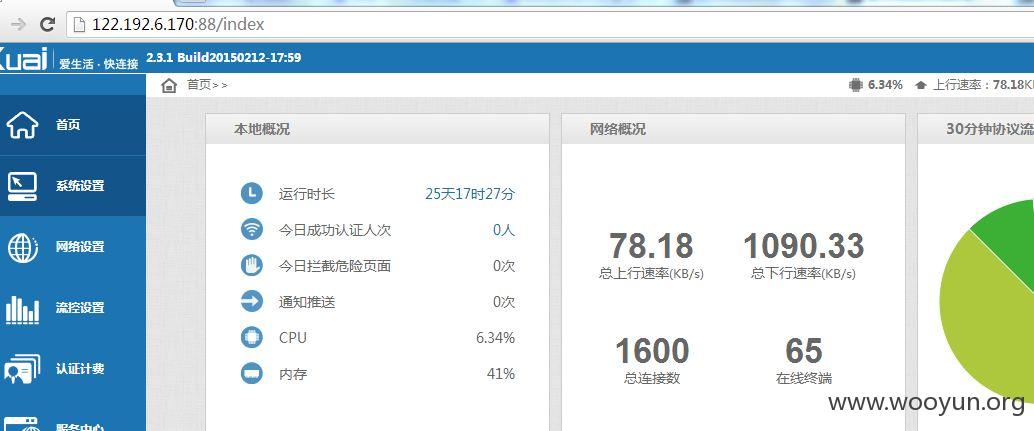 122.192.6.170:88/index
Kuai 爱生活·快连接 2.3.1 Build20150212-17:59
首页>> 6.34% 上行速率：78.18K
首页
系统设置
网络设置
流控设置
认证计费
服务中心
本地概况
运行时长 25天17时27分
今日成功认证人次 0人
今日拦截危险页面 0次
通知推送 0次
CPU 6.34%
内存 41%
网络概况
78.18 1090.33
总上行速率(KB/s) 总下行速率(KB/s)
1600 65
总连接数 在线终端
30分钟协议流
www.wooyun.org